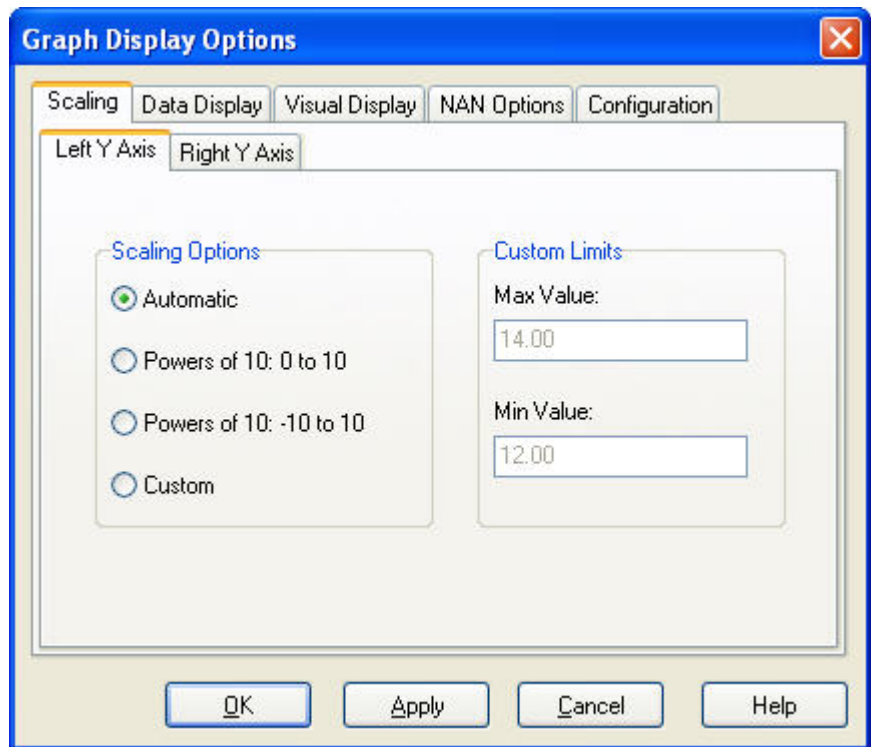 Graph Display Options
Scaling Data Display Visual Display NAN Options Configuration
Left Y Axis Right Y Axis
Scaling Options
Automatic
Powers of 10: 0 to 10
Powers of 10: -10 to 10
Custom
Custom Limits
Max Value:
14.00
Min Value:
12.00
OK Apply Cancel Help